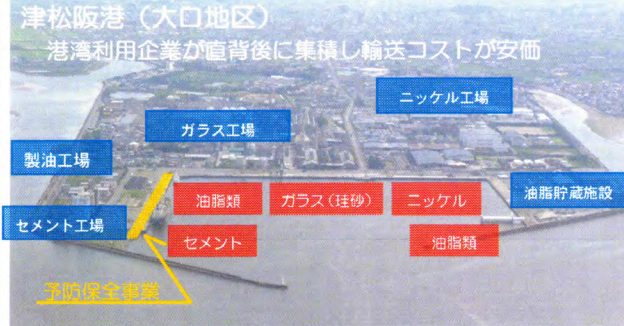 津松阪港（大口地区）
港湾利用企業が直背後に集積し輸送コストが安価
ニッケル工場
ガラス工場
製油工場
油脂類
ガラス（珪砂）
ニッケル
油脂貯蔵施設
セメント工場
セメント
油脂類
予防保全事業